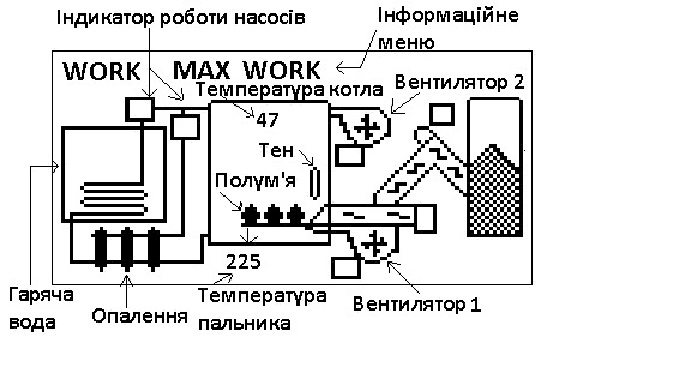 Індикатор роботи насосів
Інформаційне
меню
WORK MAX WORK
Температура котла
Вентилятор 2
47
Тен
Полум'я
225
Гаряча
вода
Опалення
Температура
пальника
Вентилятор 1